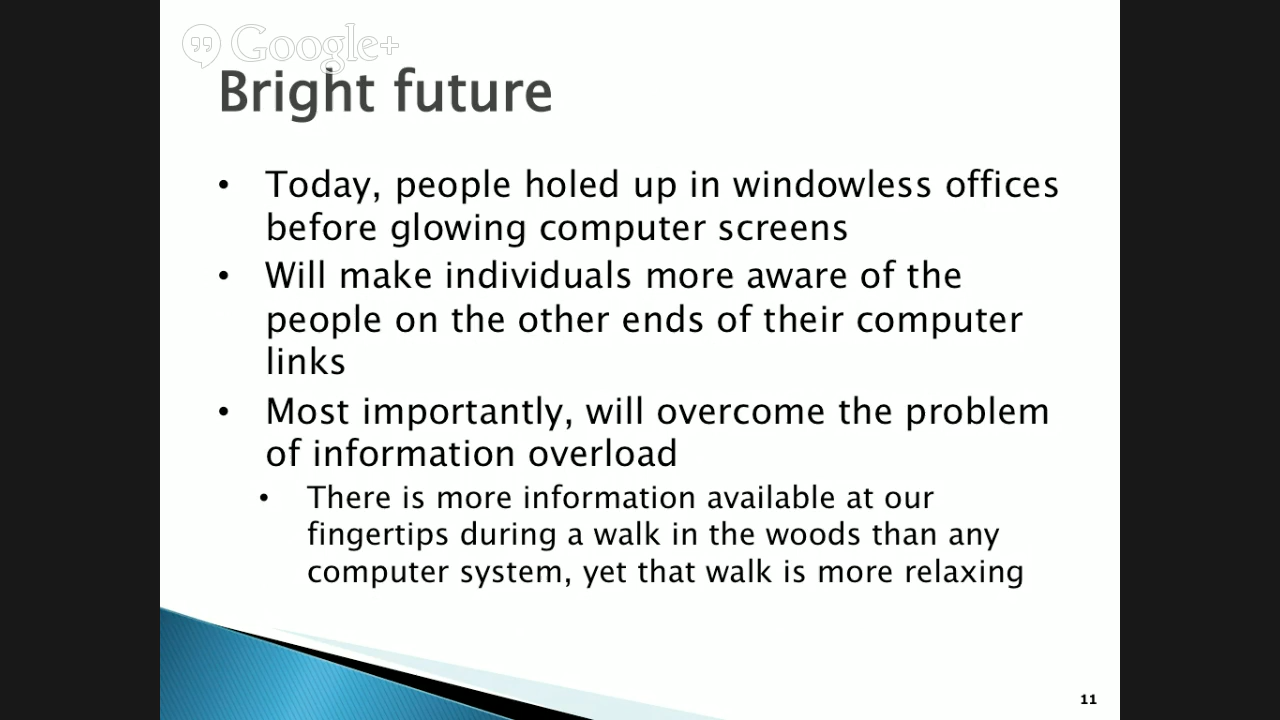 Google+
Bright future
• Today, people holed up in windowless offices
before glowing computer screens
• Will make individuals more aware of the
people on the other ends of their computer
links
• Most importantly, will overcome the problem
of information overload
• There is more information available at our
fingertips during a walk in the woods than any
computer system, yet that walk is more relaxing
11